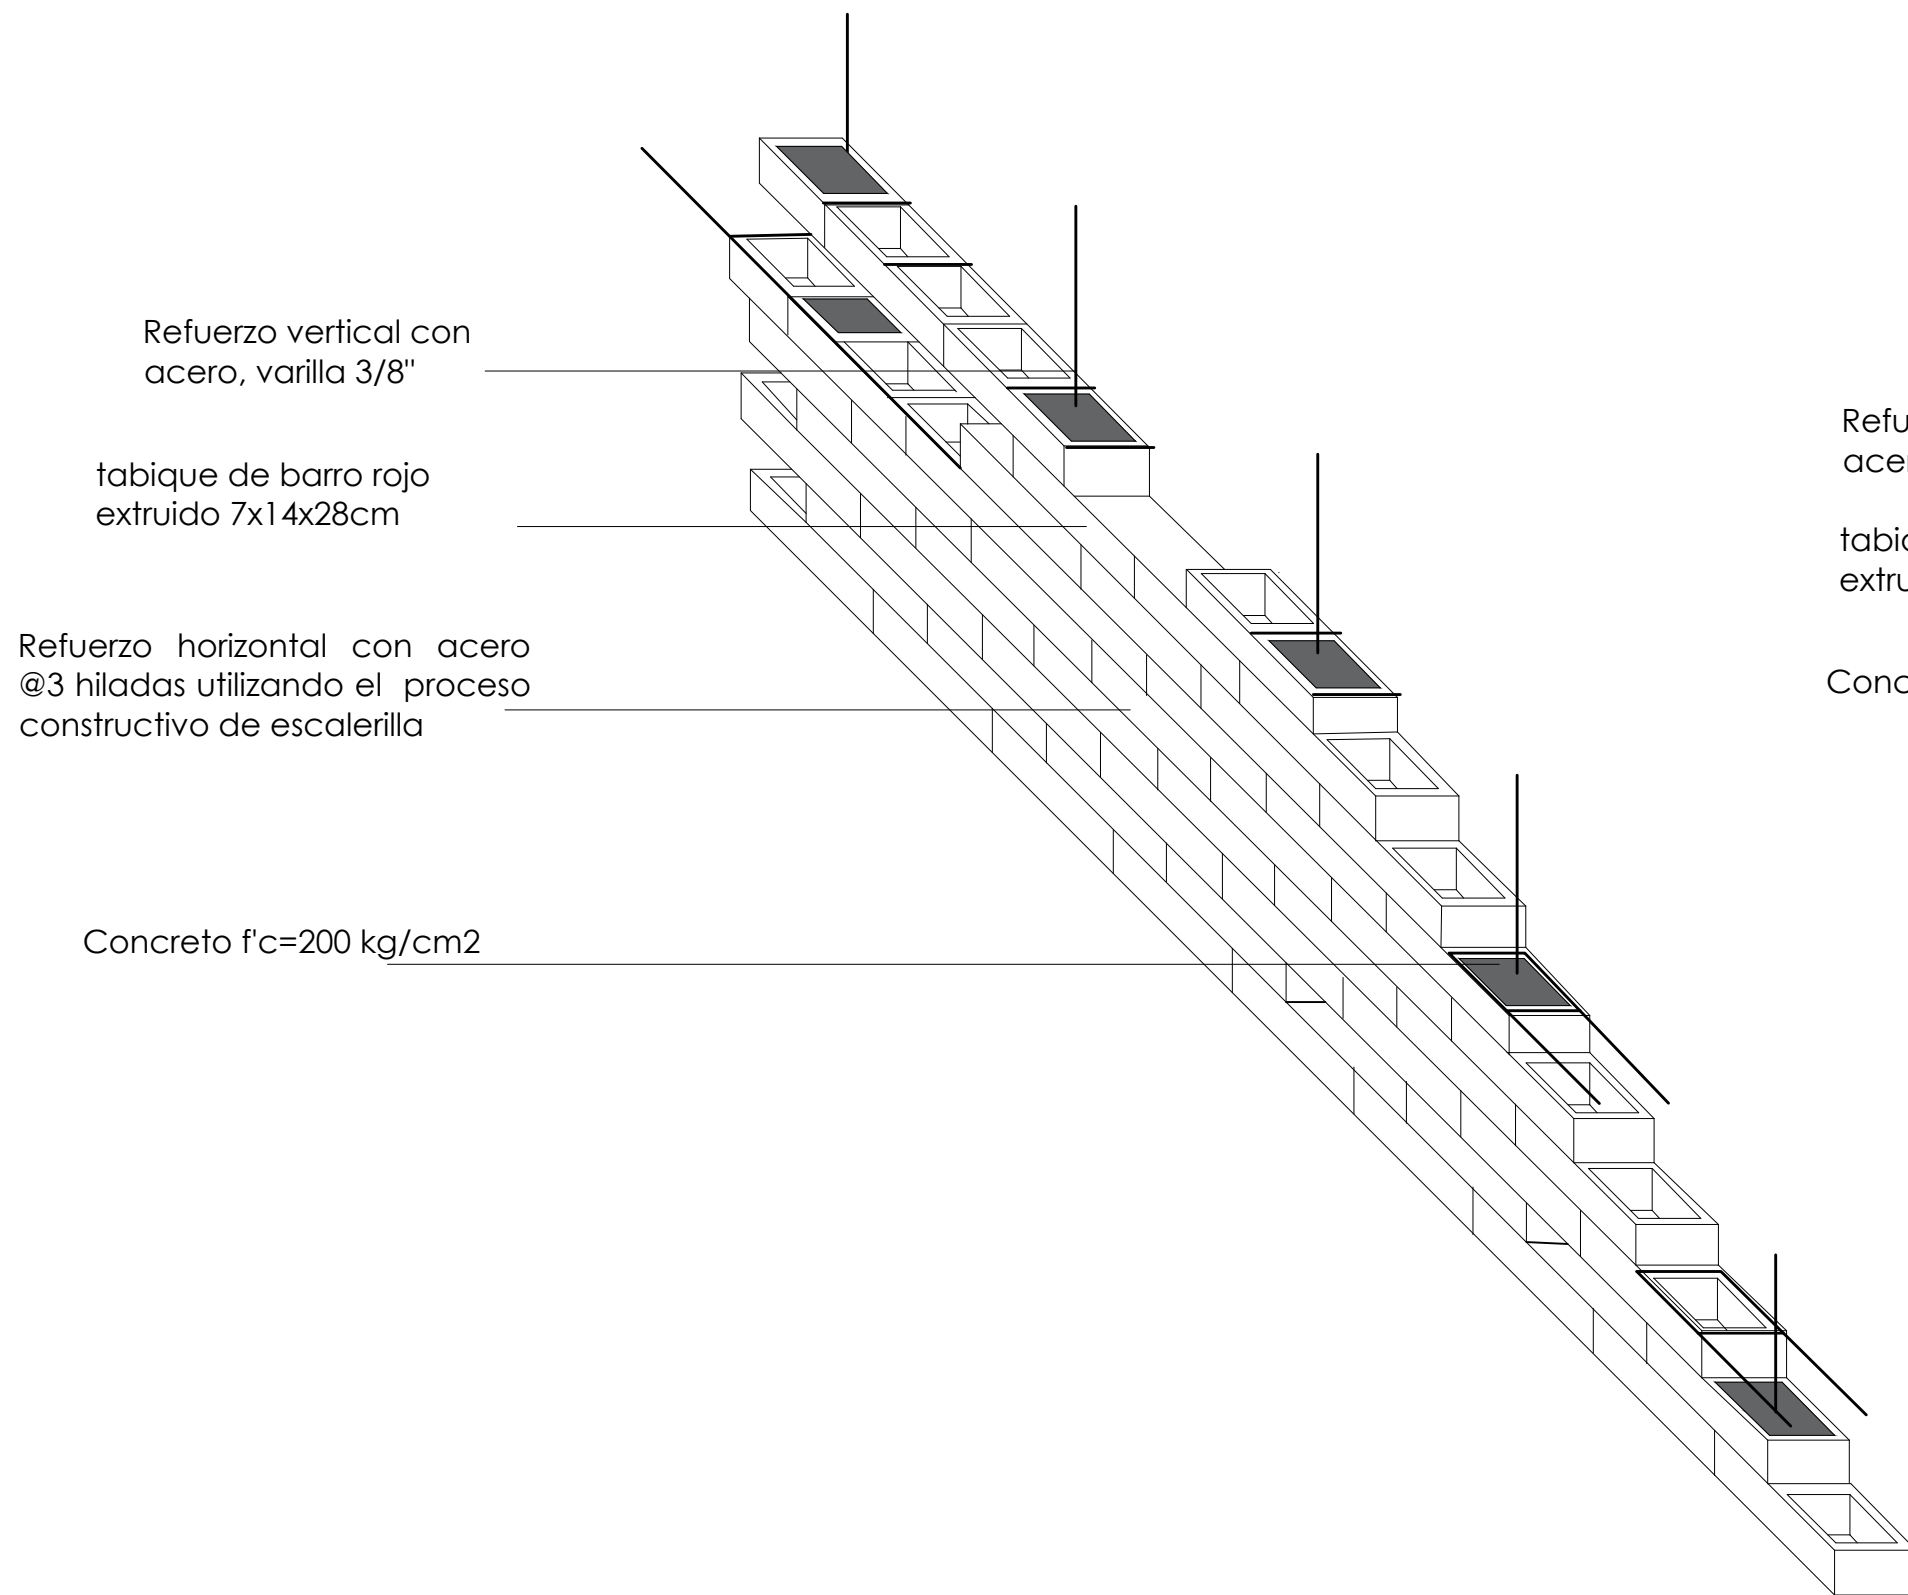 Refuerzo vertical con
acero, varilla 3/8"
tabique de barro rojo
extruido 7x14x28cm
Refuerzo horizontal con acero
@3 hiladas utilizando el proceso
constructivo de escalerilla
Concreto f'c=200 kg/cm2